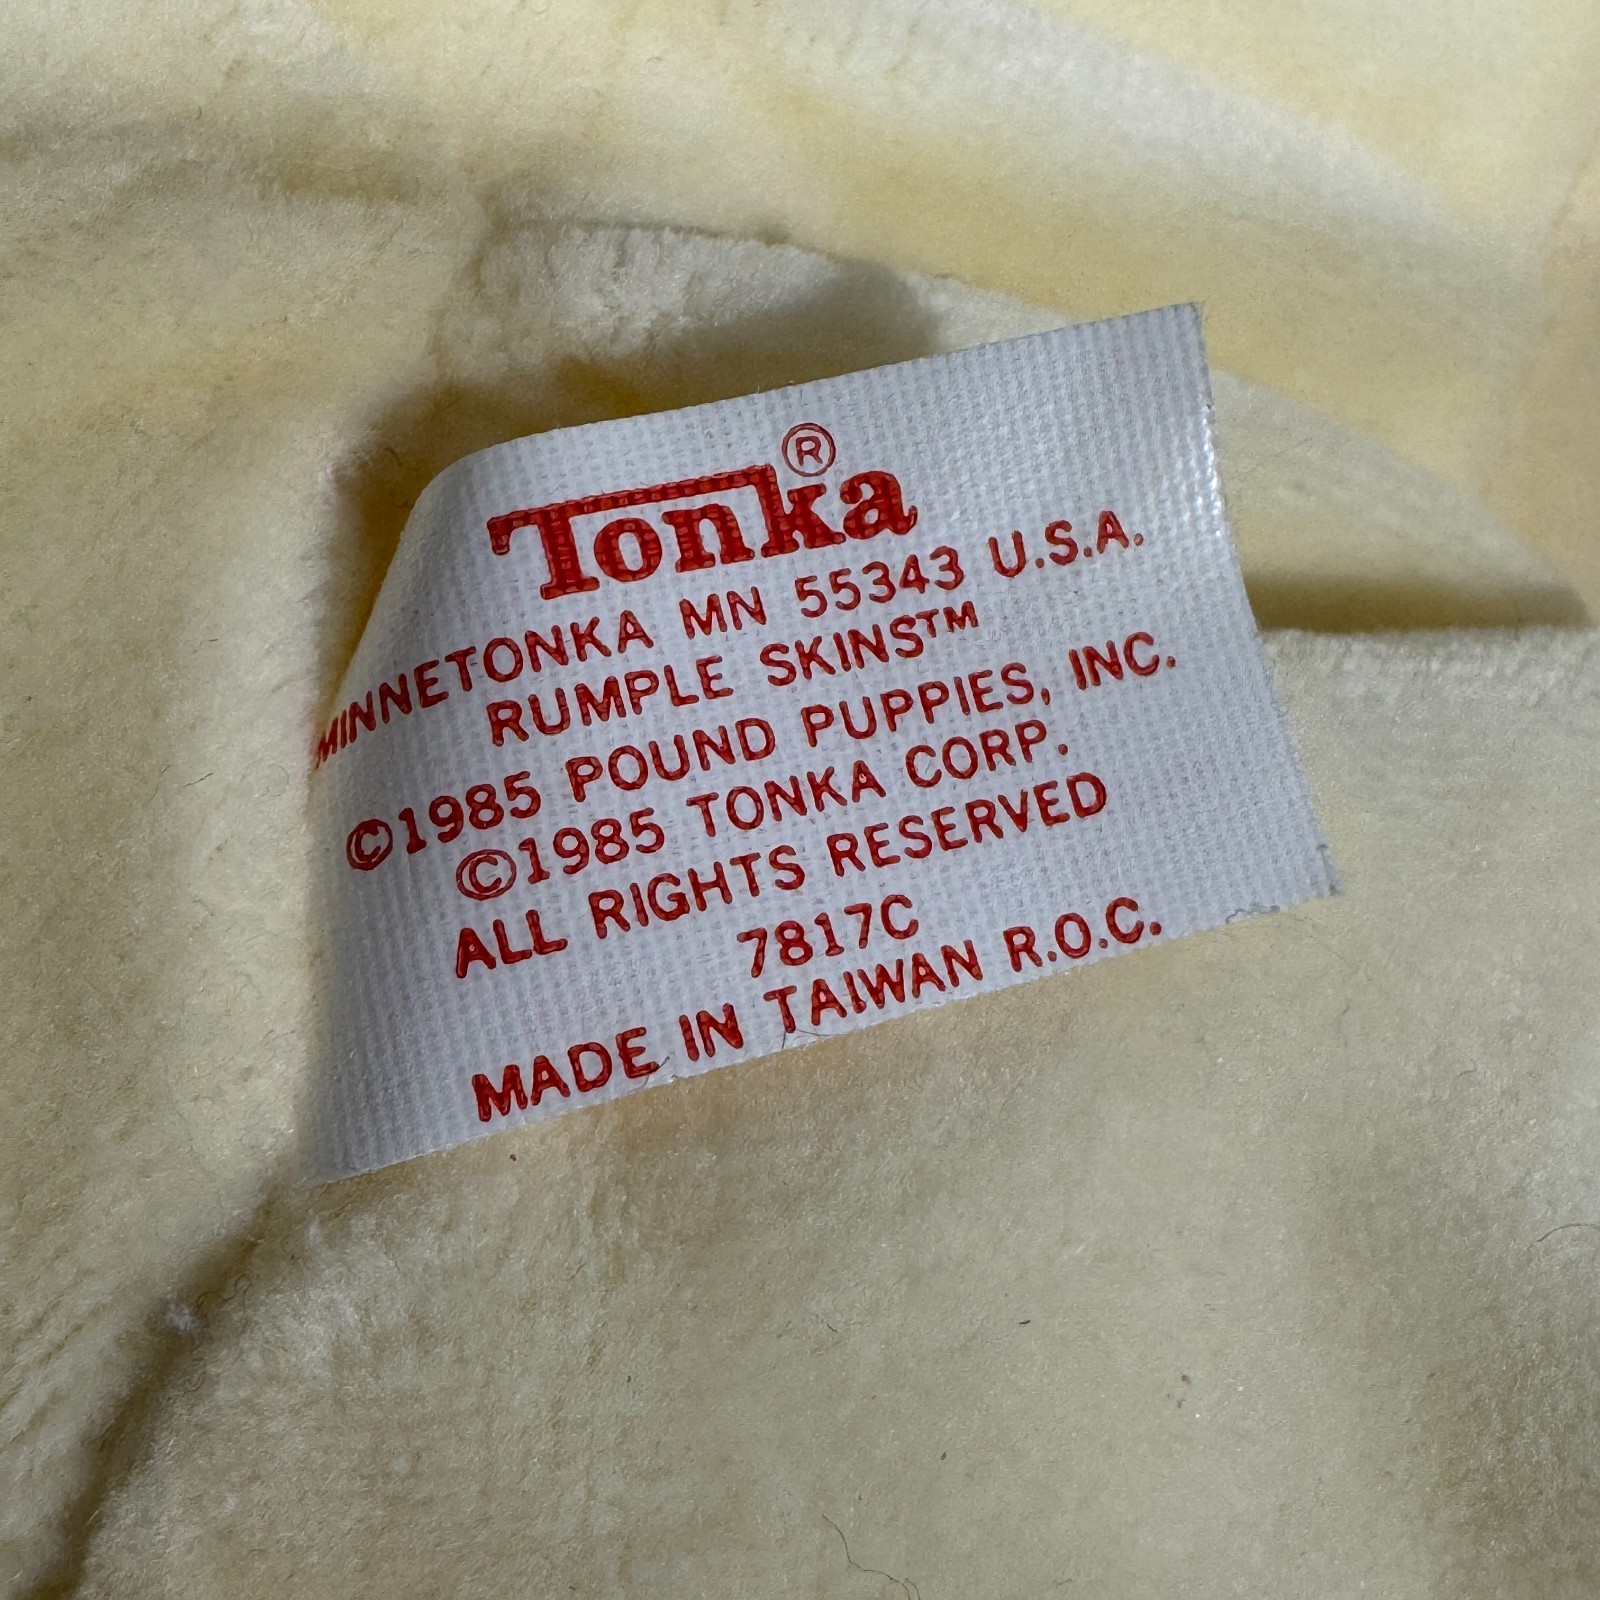 Tonka®
MINNETONKA MN 55343 U.S.A.
RUMPLE SKINS™
©1985 POUND PUPPIES, INC.
©1985 TONKA CORP.
ALL RIGHTS RESERVED
7817C
MADE IN TAIWAN R.O.C.